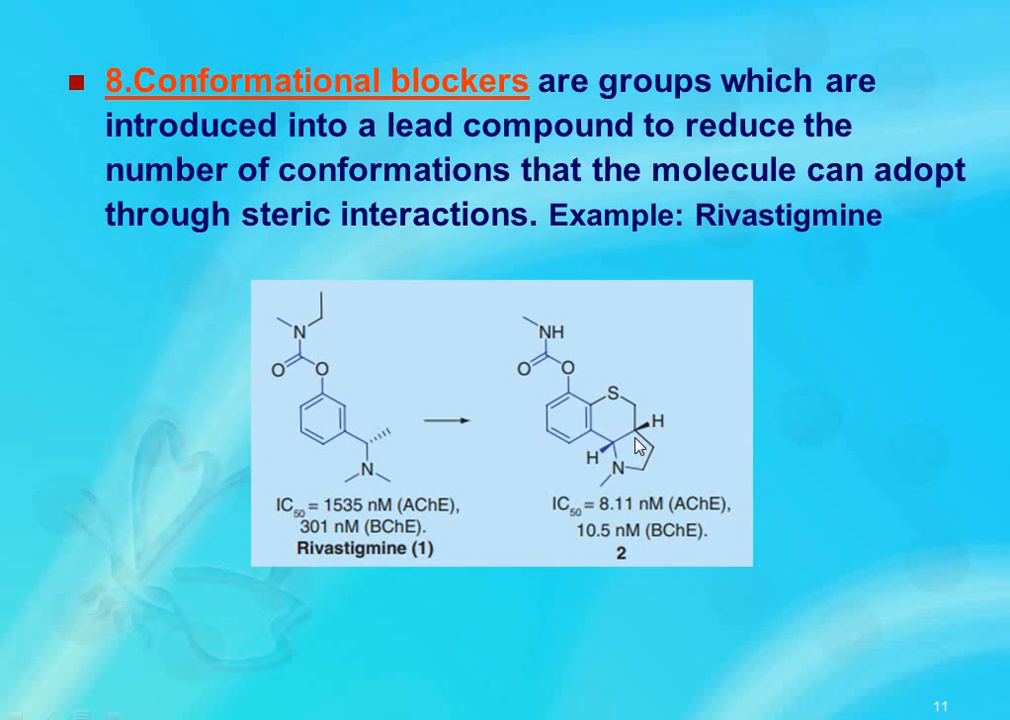 8.Conformational blockers are groups which are
introduced into a lead compound to reduce the
number of conformations that the molecule can adopt
through steric interactions. Example: Rivastigmine
N
O
O
N
IC50 = 1535 nM (AChE),
301 nM (BChE).
Rivastigmine (1)
NH
O
O
S
H
H
N
IC50 = 8.11 nM (AChE),
10.5 nM (BChE).
2
11